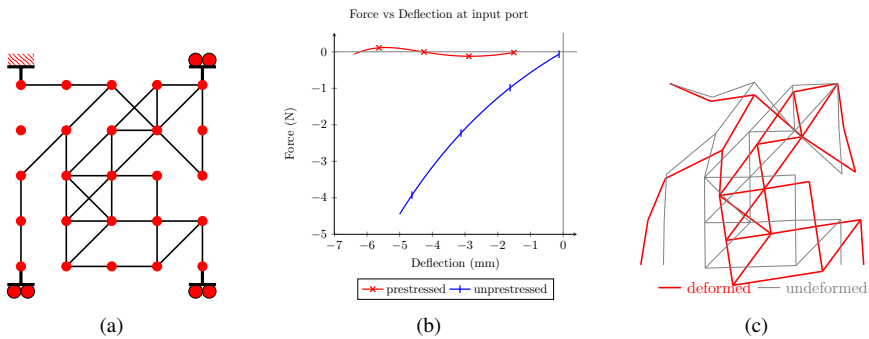 Force vs Deflection at input port
0
−1
−2
−3
−4
−5
Force (N)
−7 −6 −5 −4 −3 −2 −1 0
Deflection (mm)
prestressed unprestressed
deformed undeformed
(a) (b) (c)